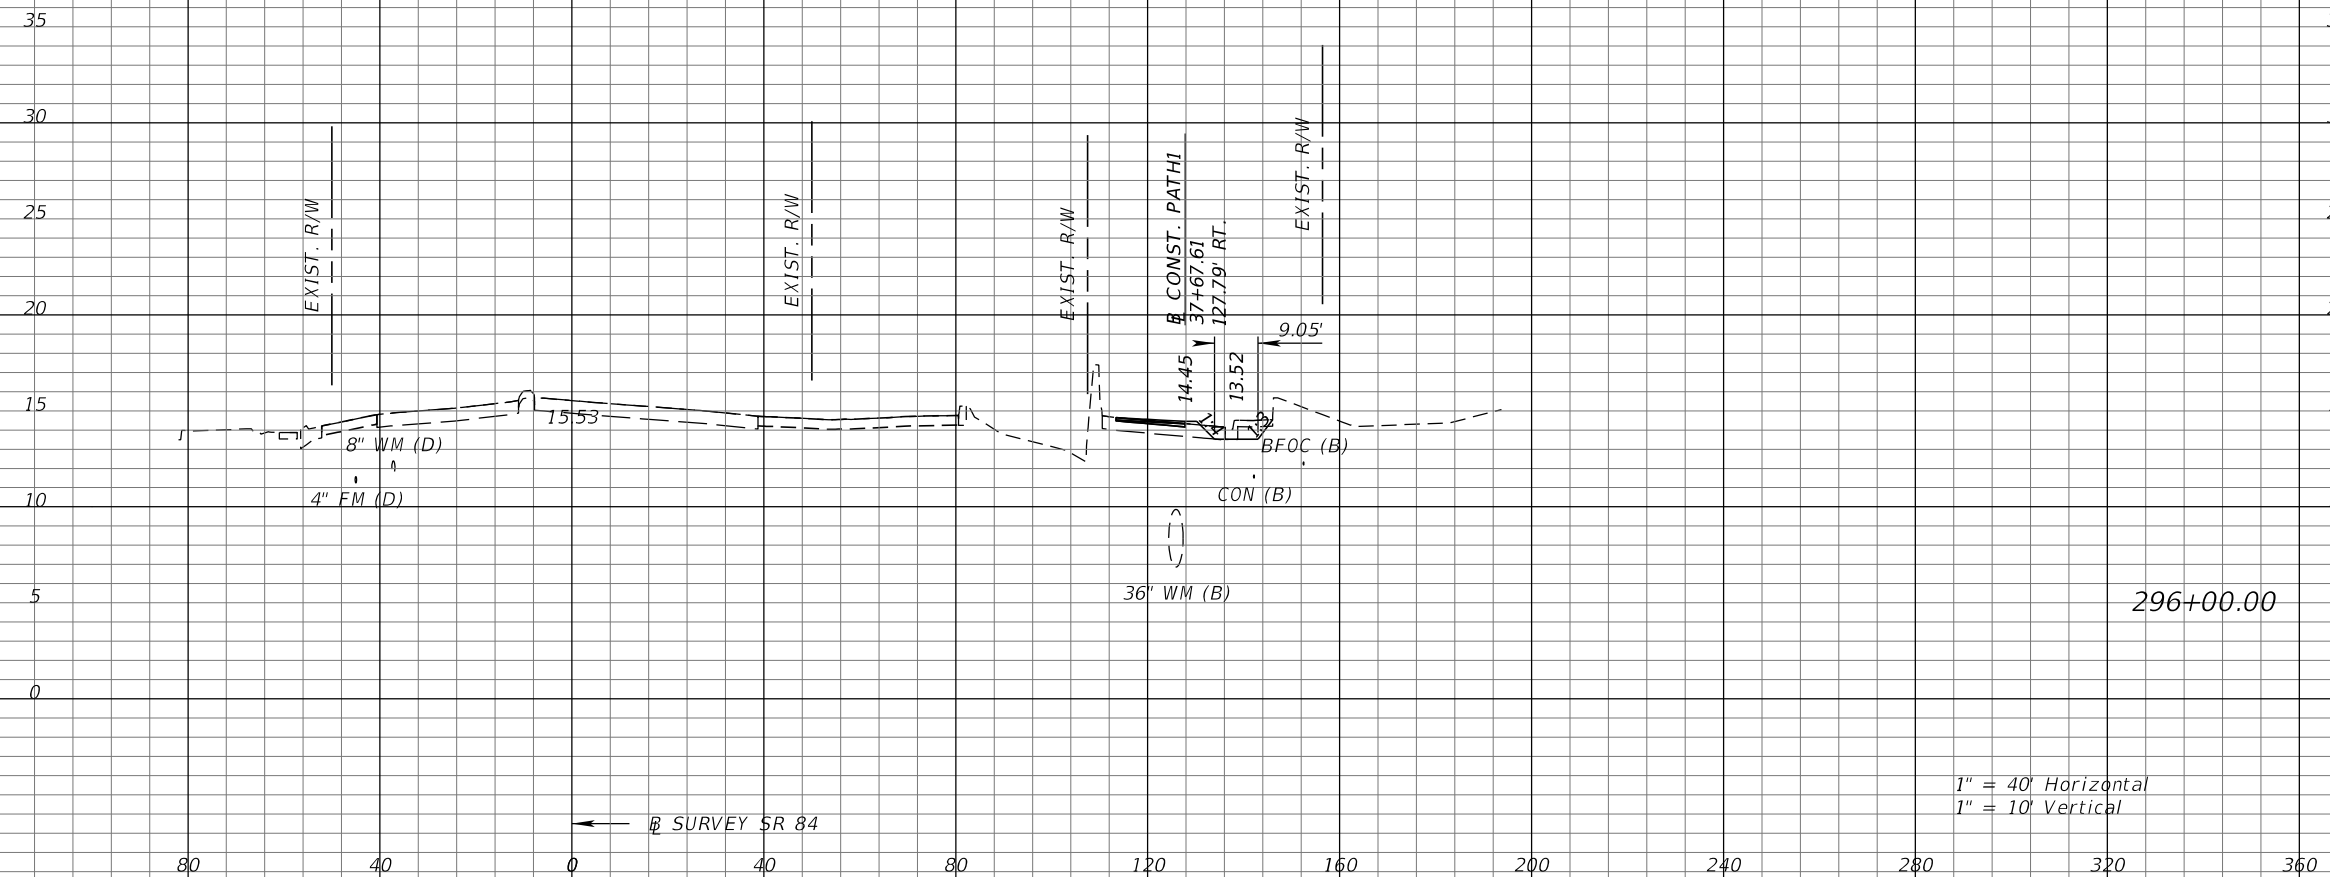 35
30
25
20
15
10
5
0
EXIST. R/W
EXIST. R/W
EXIST. R/W
EXIST. R/W
CONST. PATH1
37+67.61
127.79' RT.
9.05'
14.45
13.52
15.53
8" WM (D)
4" FM (D)
BFOC (B)
CON (B)
36" WM (B)
296+00.00
1" = 40' Horizontal
1" = 10' Vertical
SURVEY SR 84
80 40 0 40 80 120 160 200 240 280 320 360